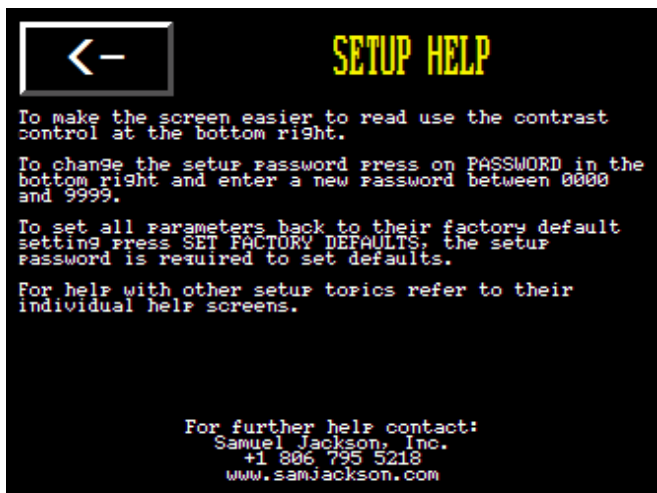 <-
SETUP HELP
To make the screen easier to read use the contrast
control at the bottom right.
To change the setup password press on PASSWORD in the
bottom right and enter a new password between 0000
and 9999.
To set all parameters back to their factory default
setting press SET FACTORY DEFAULTS, the setup
password is required to set defaults.
For help with other setup topics refer to their
individual help screens.
For further help contact:
Samuel Jackson, Inc.
+1 806 795 5218
www.samjackson.com